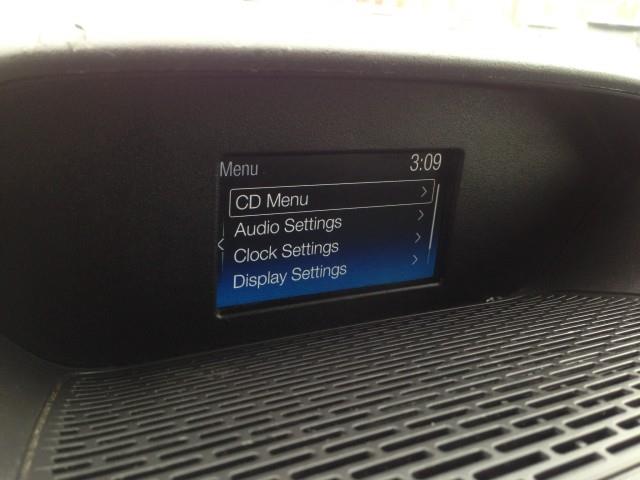 Menu 3:09
CD Menu
Audio Settings
Clock Settings
Display Settings